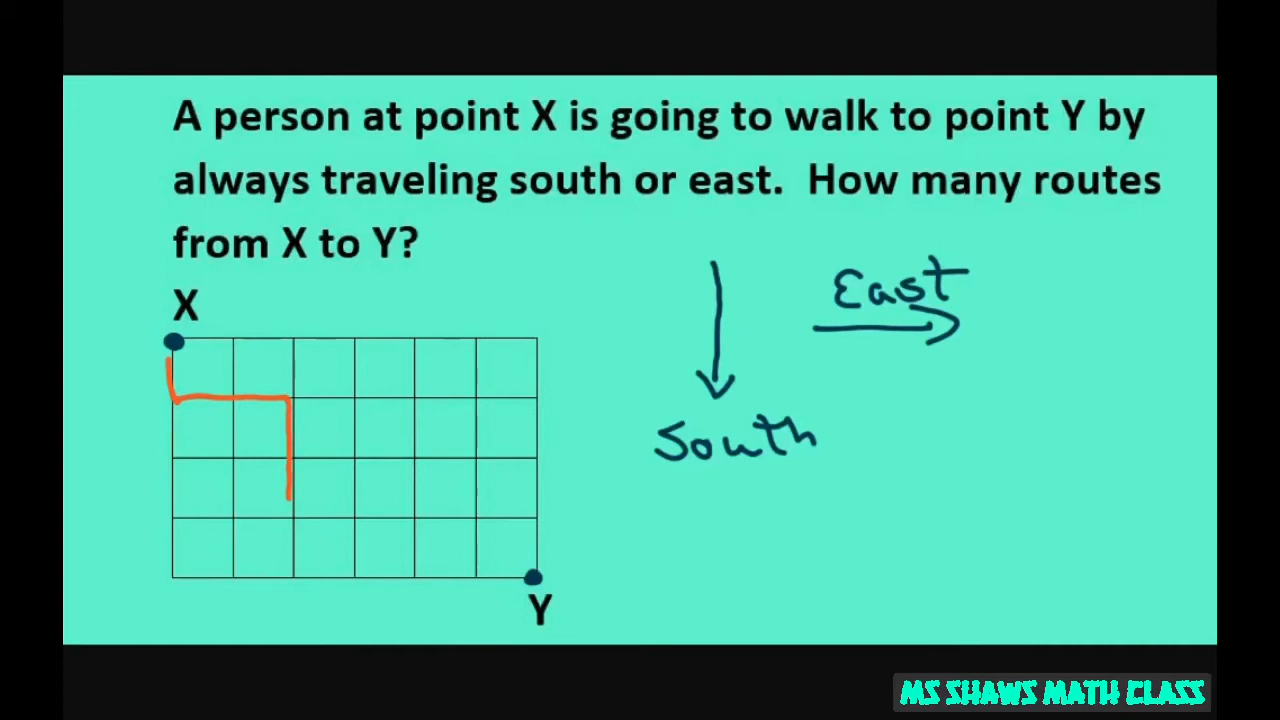 A person at point X is going to walk to point Y by
always traveling south or east. How many routes
from X to Y?
X
East
South
Y
MS SHAWS MATH CLASS